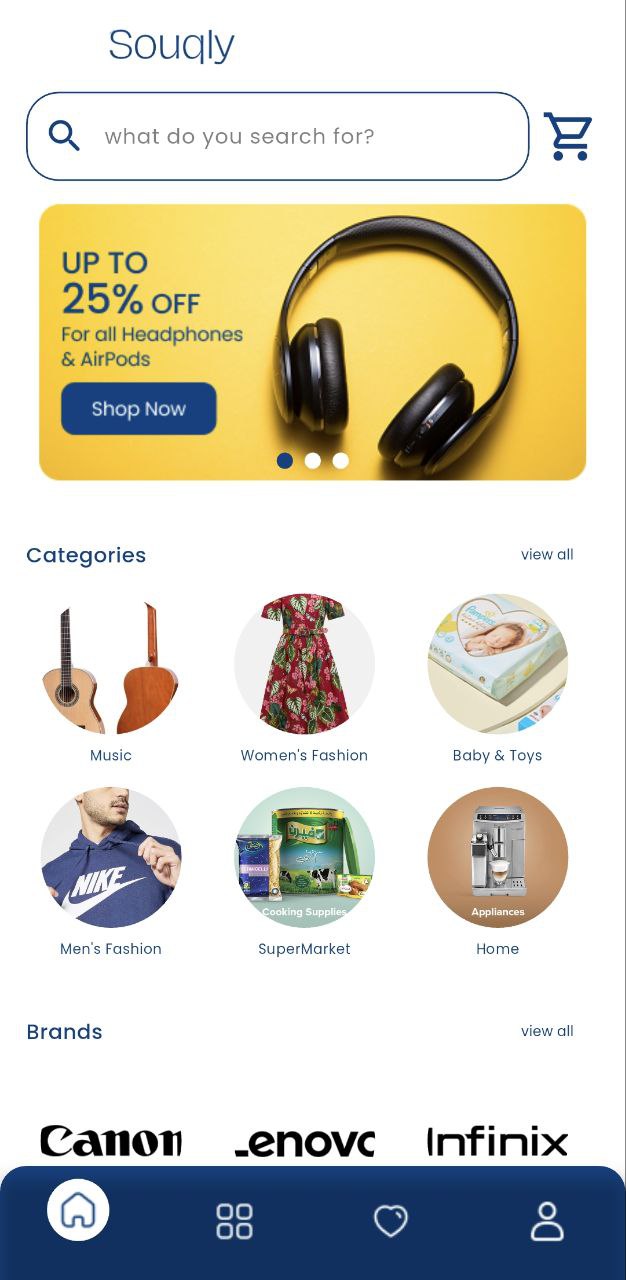 Souqly
what do you search for?
UP TO
25% OFF
For all Headphones
& AirPods
Shop Now
Categories
view all
Pampers
NIKE
Cooking Supplies
Appliances
Music
Women's Fashion
Baby & Toys
Men's Fashion
SuperMarket
Home
Brands
view all
Canon
Lenovo
Infinix